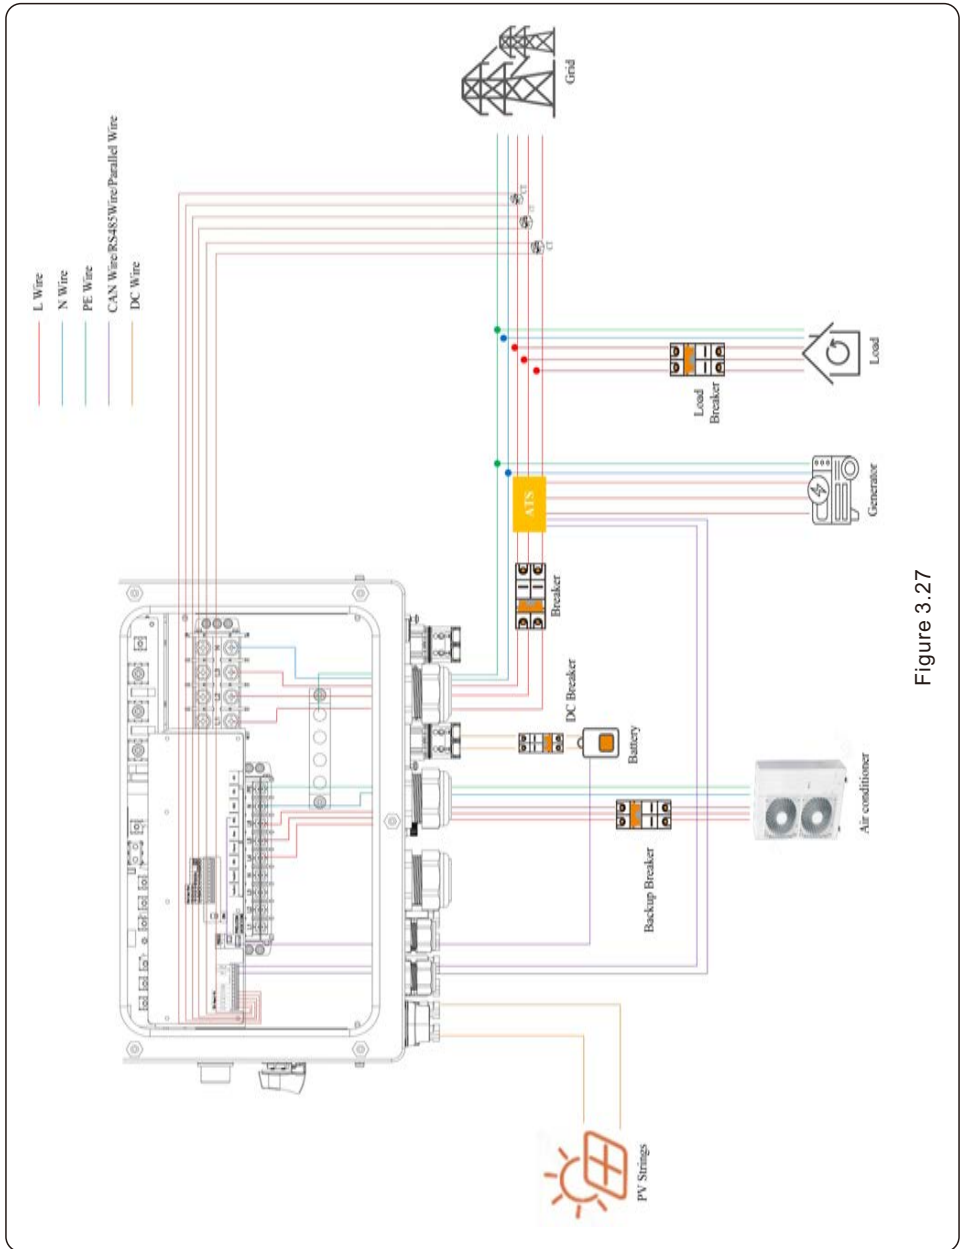 L Wire
N Wire
PE Wire
CAN Wire/RS485Wire/Parallel Wire
DC Wire
Grid
CT
CT
Load
Breaker
Load
ATS
Generator
Breaker
DC Breaker
Battery
Backup Breaker
Air conditioner
PV Strings
Figure 3.27